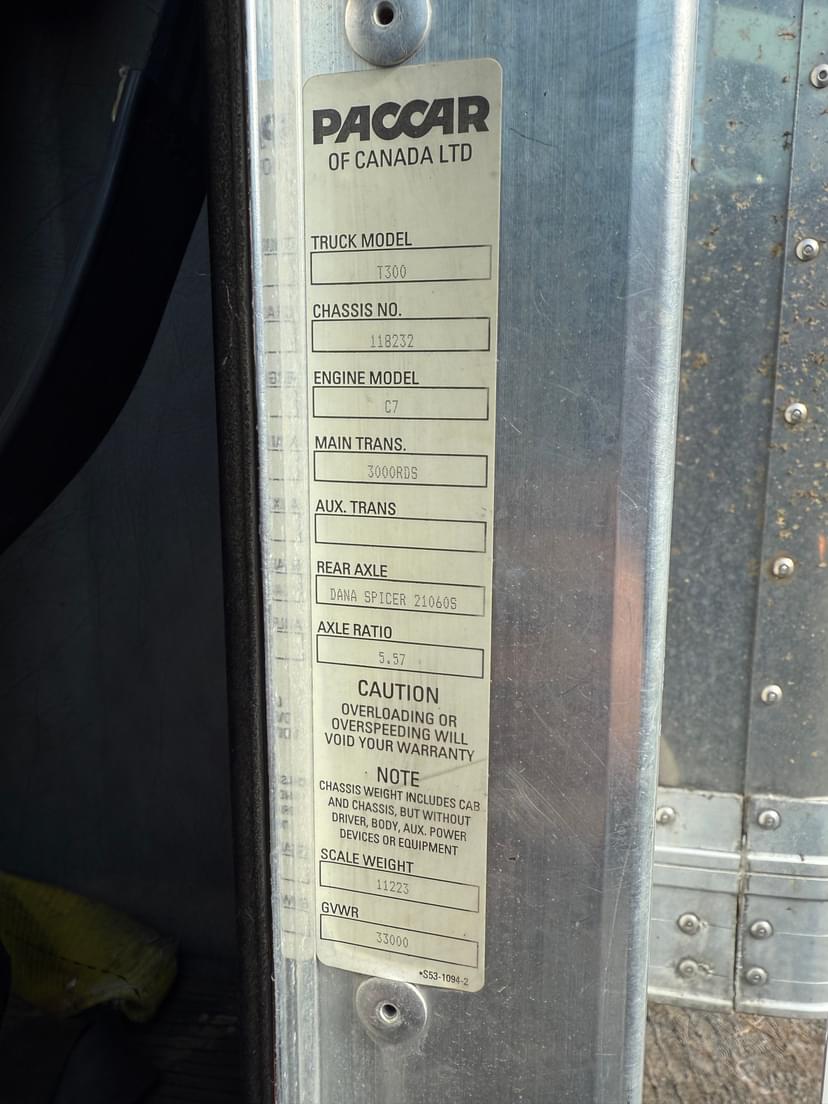 PACCAR
OF CANADA LTD
TRUCK MODEL
T300
CHASSIS NO.
118232
ENGINE MODEL
C7
MAIN TRANS.
3000RDS
AUX. TRANS
REAR AXLE
DANA SPICER 21060S
AXLE RATIO
5.57
CAUTION
OVERLOADING OR
OVERSPEEDING WILL
VOID YOUR WARRANTY
NOTE
CHASSIS WEIGHT INCLUDES CAB
AND CHASSIS, BUT WITHOUT
DRIVER, BODY, AUX. POWER
DEVICES OR EQUIPMENT
SCALE WEIGHT
11223
GVWR
33000
*S53-1094-2